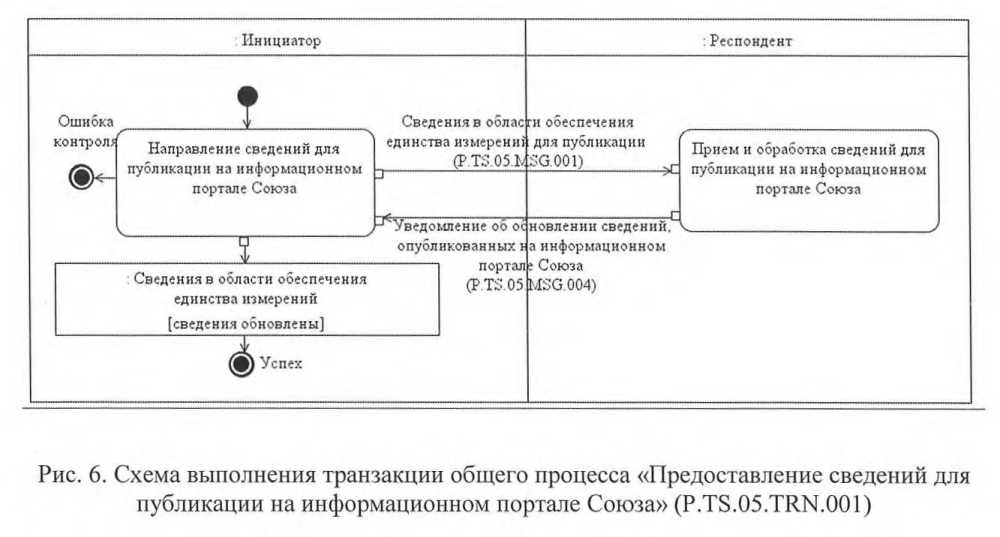 : Инициатор
: Респондент
Ошибка
контроля
Направление сведений для
публикации на информационном
портале Союза
Сведения в области обеспечения
единства измерений для публикации
(P.TS.05.MSG.001)
Прием и обработка сведений для
публикации на информационном
портале Союза
Уведомление об обновлении сведений,
опубликованных на информационном
портале Союза
(P.TS.05.MSG.004)
: Сведения в области обеспечения
единства измерений
[сведения обновлены]
Успех
Рис. 6. Схема выполнения транзакции общего процесса «Предоставление сведений для
публикации на информационном портале Союза» (P.TS.05.TRN.001)